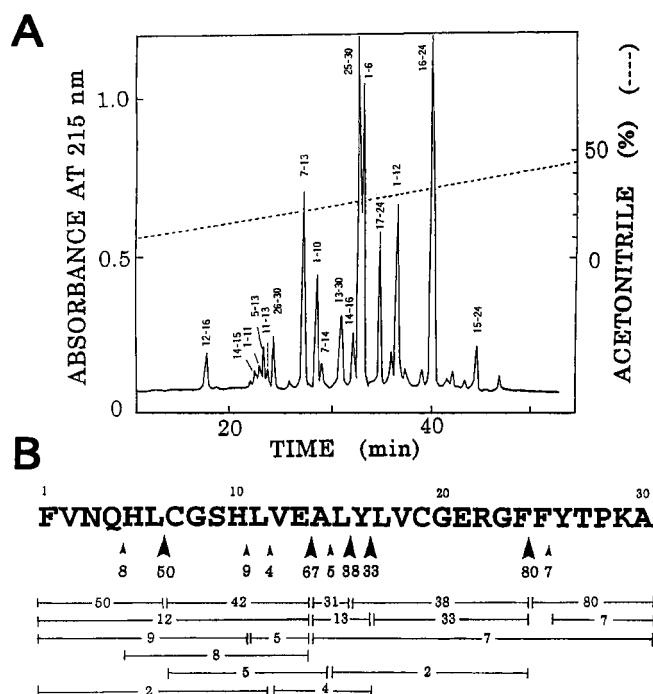 A
ABSORBANCE AT 215 nm
1.0
0.5
0
12-16
14-15
1-11
5-13
11-13
26-30
7-13
1-10
7-14
13-30
14-16
25-30
1-6
17-24
1-12
16-24
15-24
50
0
ACETONITRILE (%) (----)
20
40
TIME (min)
B
1 10 20 30
FVNQHLCGSHLVEALYLVCGERGFFYTPKA
8 50 9 4 67 5 38 33 80 7
50 42 31 38 80
12 13 33 7
9 5 7
8
5 2
2 4